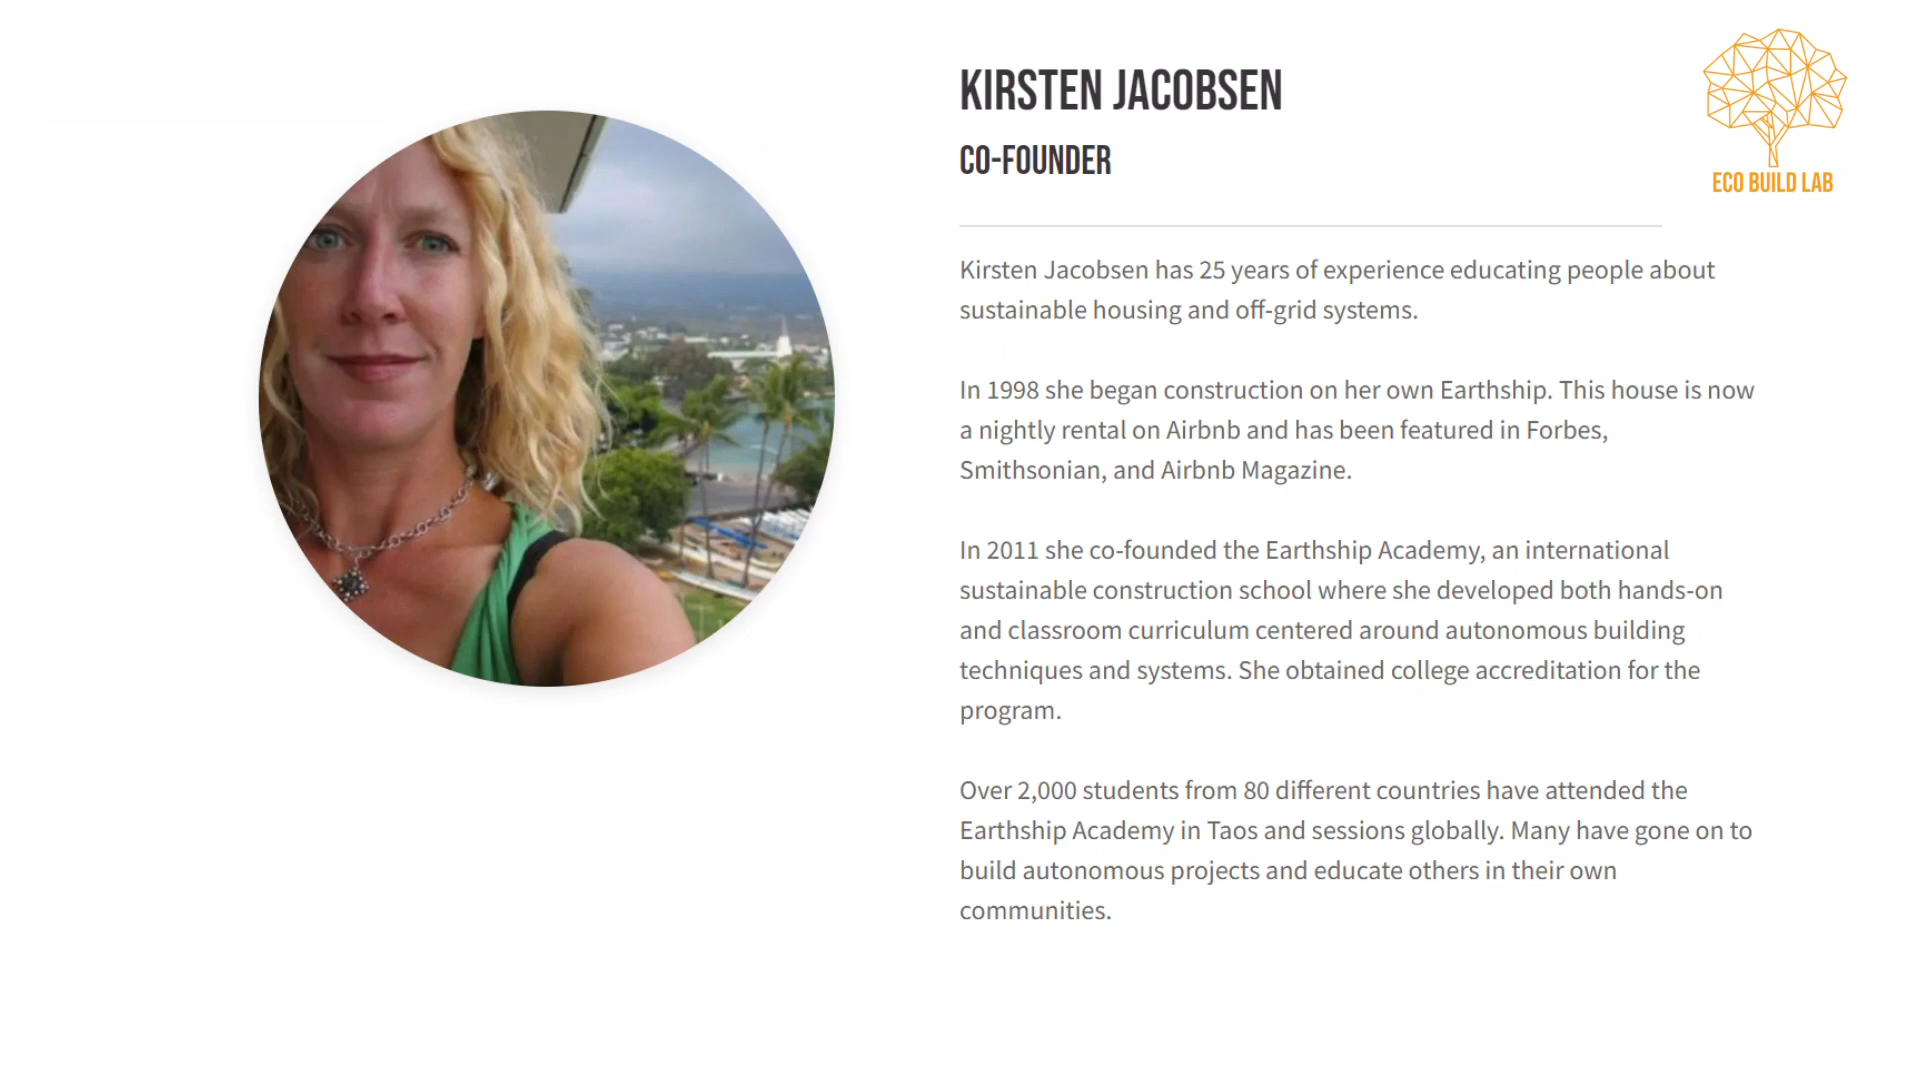 KIRSTEN JACOBSEN
CO-FOUNDER
ECO BUILD LAB
Kirsten Jacobsen has 25 years of experience educating people about
sustainable housing and off-grid systems.
In 1998 she began construction on her own Earthship. This house is now
a nightly rental on Airbnb and has been featured in Forbes,
Smithsonian, and Airbnb Magazine.
In 2011 she co-founded the Earthship Academy, an international
sustainable construction school where she developed both hands-on
and classroom curriculum centered around autonomous building
techniques and systems. She obtained college accreditation for the
program.
Over 2,000 students from 80 different countries have attended the
Earthship Academy in Taos and sessions globally. Many have gone on to
build autonomous projects and educate others in their own
communities.